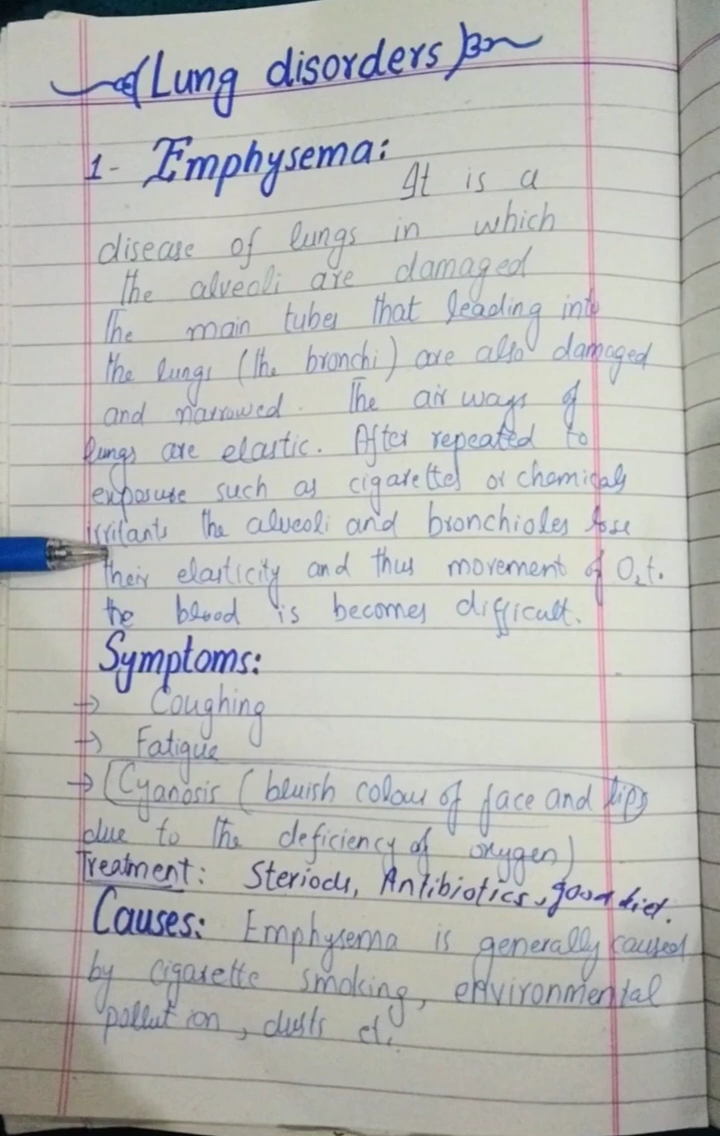 Lung disorders
1- Emphysema:
It is a
disease of lungs in which
the alveoli are damaged
The main tubes that leading into
the lungs (the bronchi) are also damaged
and narrowed. The air ways of
lungs are elastic. After repeated to
exposure such as cigarettes or chemicals
irritants the alveoli and bronchioles lose
their elasticity and thus movement of O2 t.
the blood is becomes difficult.
Symptoms:
→ Coughing
→ Fatigue
→ Cyanosis (bluish colour of face and lips
due to the deficiency of oxygen)
Treatment: Steriods, Antibiotics, good diet.
Causes: Emphysema is generally caused
by cigarette smoking, environmental
pollution, dusts et.